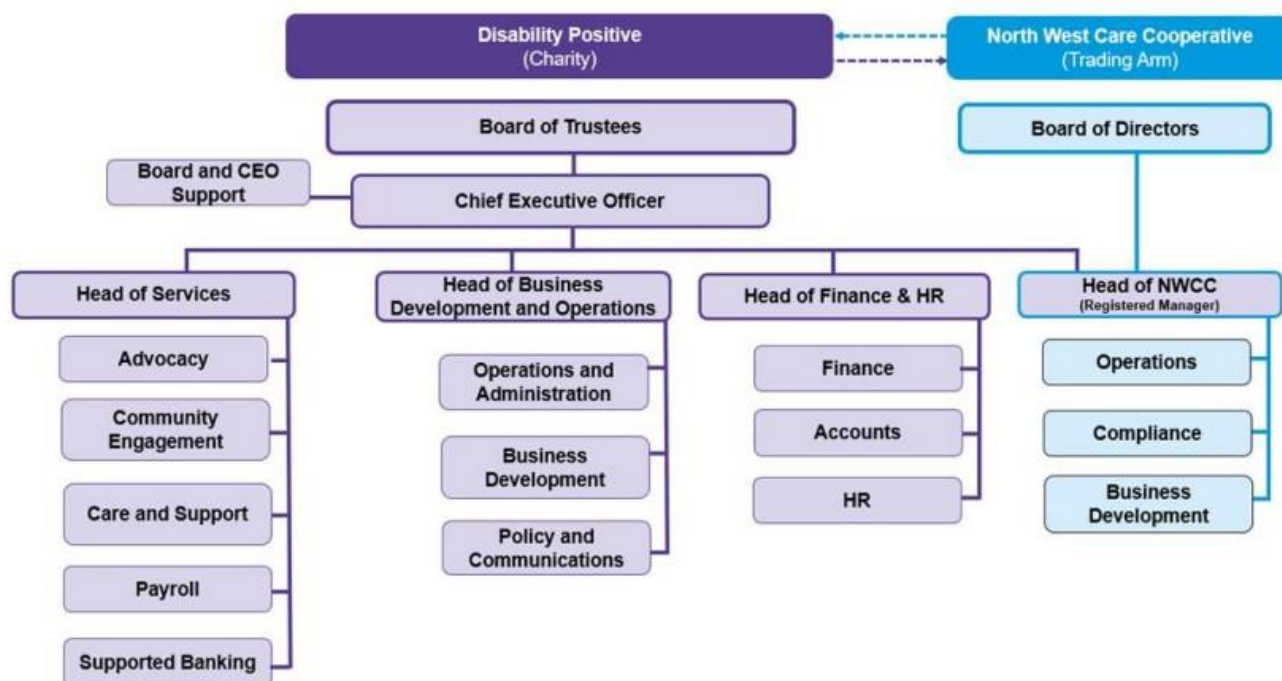 Disability Positive
(Charity)
North West Care Cooperative
(Trading Arm)
Board of Trustees
Board of Directors
Board and CEO
Support
Chief Executive Officer
Head of Services
Head of Business
Development and Operations
Head of Finance & HR
Head of NWCC
(Registered Manager)
Advocacy
Community
Engagement
Care and Support
Payroll
Supported Banking
Operations and
Administration
Business
Development
Policy and
Communications
Finance
Accounts
HR
Operations
Compliance
Business
Development